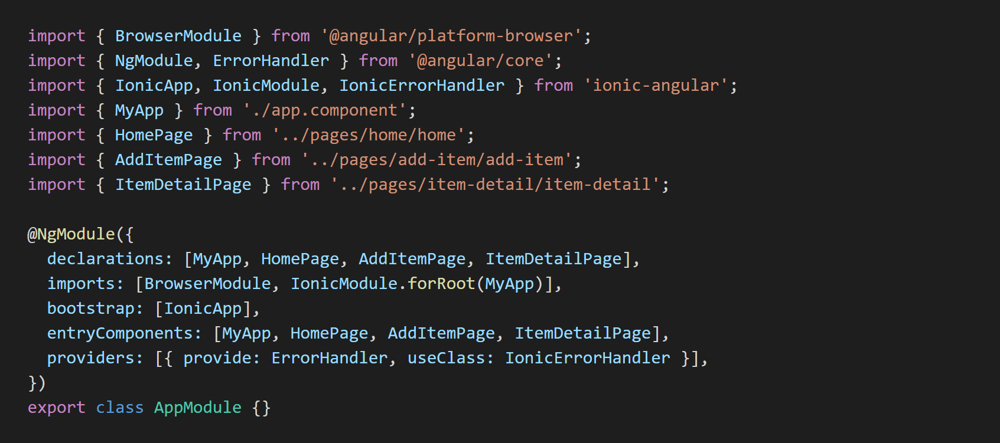 import { BrowserModule } from '@angular/platform-browser';
import { NgModule, ErrorHandler } from '@angular/core';
import { IonicApp, IonicModule, IonicErrorHandler } from 'ionic-angular';
import { MyApp } from './app.component';
import { HomePage } from '../pages/home/home';
import { AddItemPage } from '../pages/add-item/add-item';
import { ItemDetailPage } from '../pages/item-detail/item-detail';

@NgModule({
  declarations: [MyApp, HomePage, AddItemPage, ItemDetailPage],
  imports: [BrowserModule, IonicModule.forRoot(MyApp)],
  bootstrap: [IonicApp],
  entryComponents: [MyApp, HomePage, AddItemPage, ItemDetailPage],
  providers: [{ provide: ErrorHandler, useClass: IonicErrorHandler }],
})
export class AppModule {}